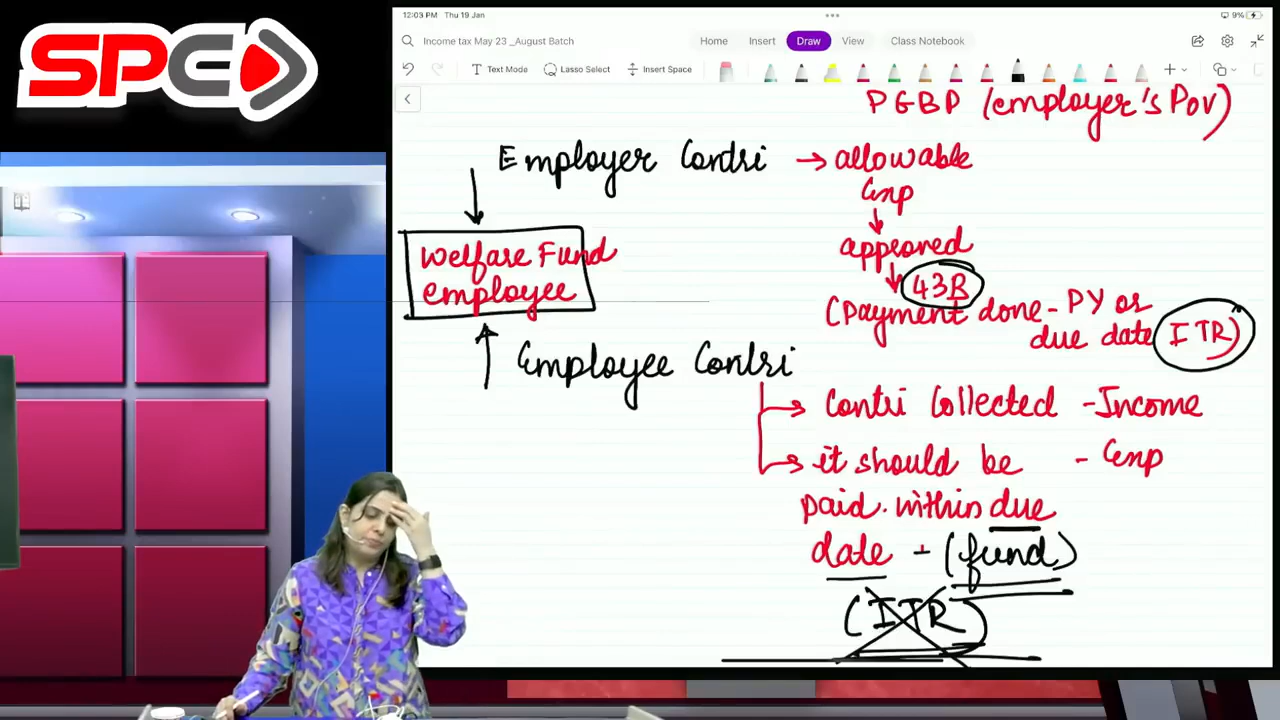 SPC
12:03 PM Thu 19 Jan
9%
Income tax May 23 _August Batch
Home Insert Draw View Class Notebook
Text Mode Lasso Select Insert Space
PGBP (employer's Pov)
Employer Contri → allowable
Exp
↓
approved
43B
(Payment done - PY or
due date ITR)
Welfare Fund
employee
Employee Contri
→ Contri Collected - Income
→ it should be - Exp
paid. within due
date - (fund)
(ITR)